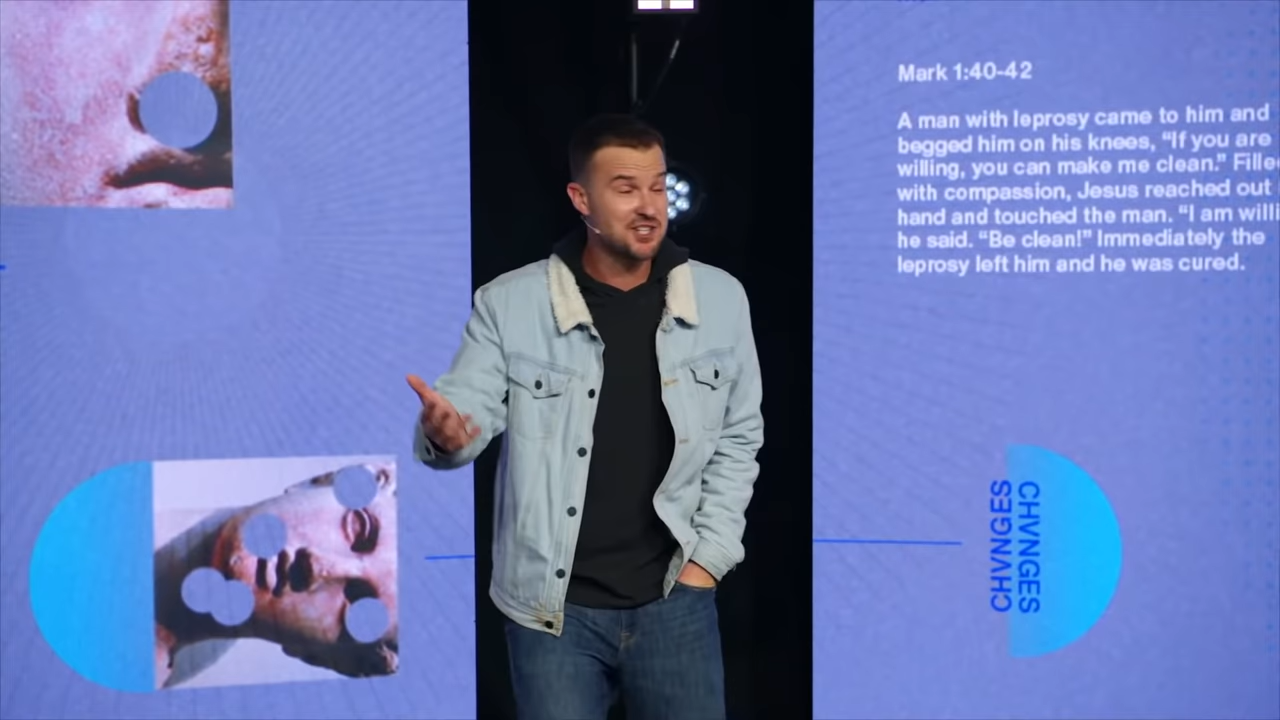 Mark 1:40-42
A man with leprosy came to him and
begged him on his knees, “If you are
willing, you can make me clean.” Fille
with compassion, Jesus reached out
hand and touched the man. “I am willi
he said. “Be clean!” Immediately the
leprosy left him and he was cured.
CHVNGES
CHVNGES